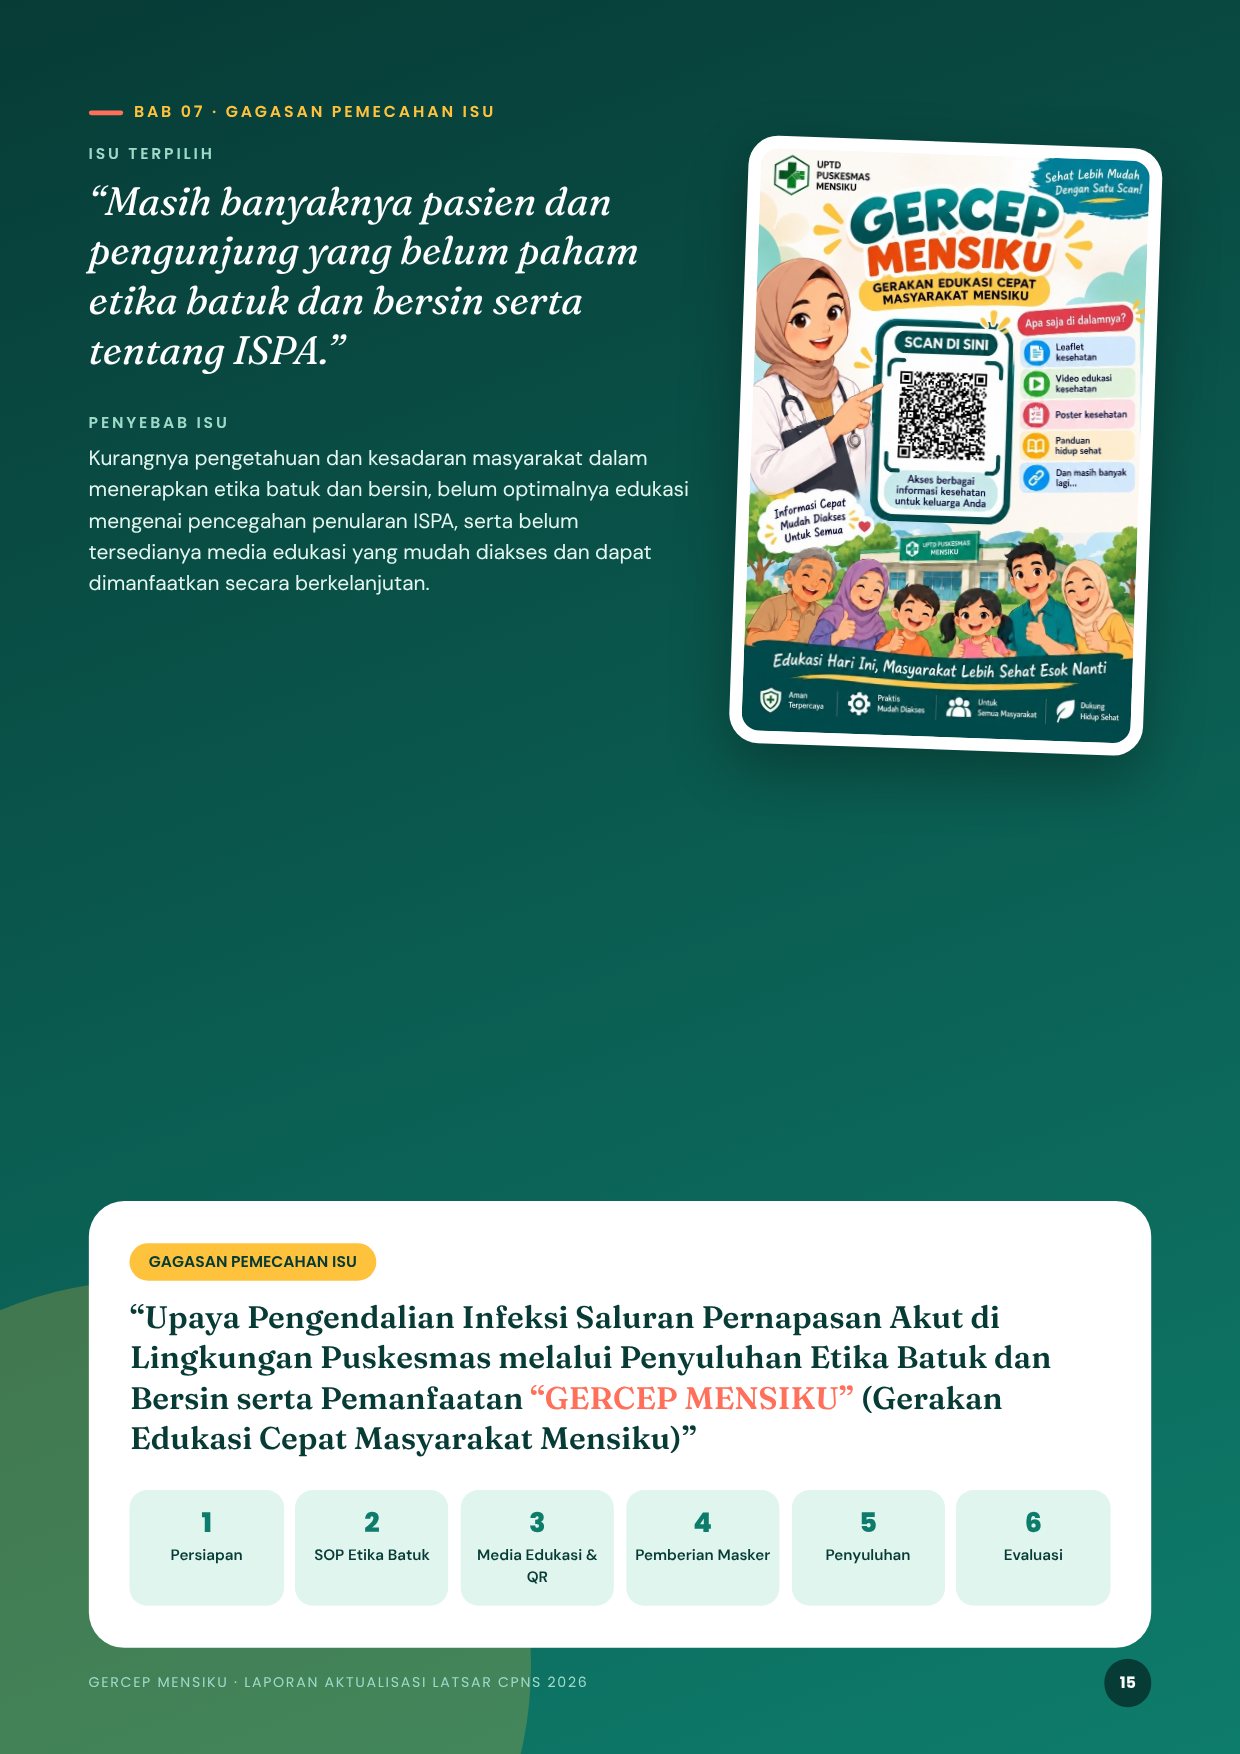 BAB 07 · GAGASAN PEMECAHAN ISU
ISU TERPILIH
“Masih banyaknya pasien dan
pengunjung yang belum paham
etika batuk dan bersin serta
tentang ISPA.”
PENYEBAB ISU
Kurangnya pengetahuan dan kesadaran masyarakat dalam
menerapkan etika batuk dan bersin, belum optimalnya edukasi
mengenai pencegahan penularan ISPA, serta belum
tersedianya media edukasi yang mudah diakses dan dapat
dimanfaatkan secara berkelanjutan.
UPTD
PUSKESMAS
MENSIKU
Sehat Lebih Mudah
Dengan Satu Scan!
GERCEP
MENSIKU
GERAKAN EDUKASI CEPAT
MASYARAKAT MENSIKU
SCAN DI SINI
Akses berbagai
informasi kesehatan
untuk keluarga Anda
Apa saja di dalamnya?
Leaflet
kesehatan
Video edukasi
kesehatan
Poster kesehatan
Panduan
hidup sehat
Dan masih banyak
lagi...
Informasi Cepat
Mudah Diakses
Untuk Semua
UPTD PUSKESMAS
MENSIKU
Edukasi Hari Ini, Masyarakat Lebih Sehat Esok Nanti
Aman
Terpercaya
Praktis
Mudah Diakses
Untuk
Semua Masyarakat
Dukung
Hidup Sehat
GAGASAN PEMECAHAN ISU
“Upaya Pengendalian Infeksi Saluran Pernapasan Akut di
Lingkungan Puskesmas melalui Penyuluhan Etika Batuk dan
Bersin serta Pemanfaatan “GERCEP MENSIKU” (Gerakan
Edukasi Cepat Masyarakat Mensiku)”
1
Persiapan
2
SOP Etika Batuk
3
Media Edukasi &
QR
4
Pemberian Masker
5
Penyuluhan
6
Evaluasi
GERCEP MENSIKU · LAPORAN AKTUALISASI LATSAR CPNS 2026
15